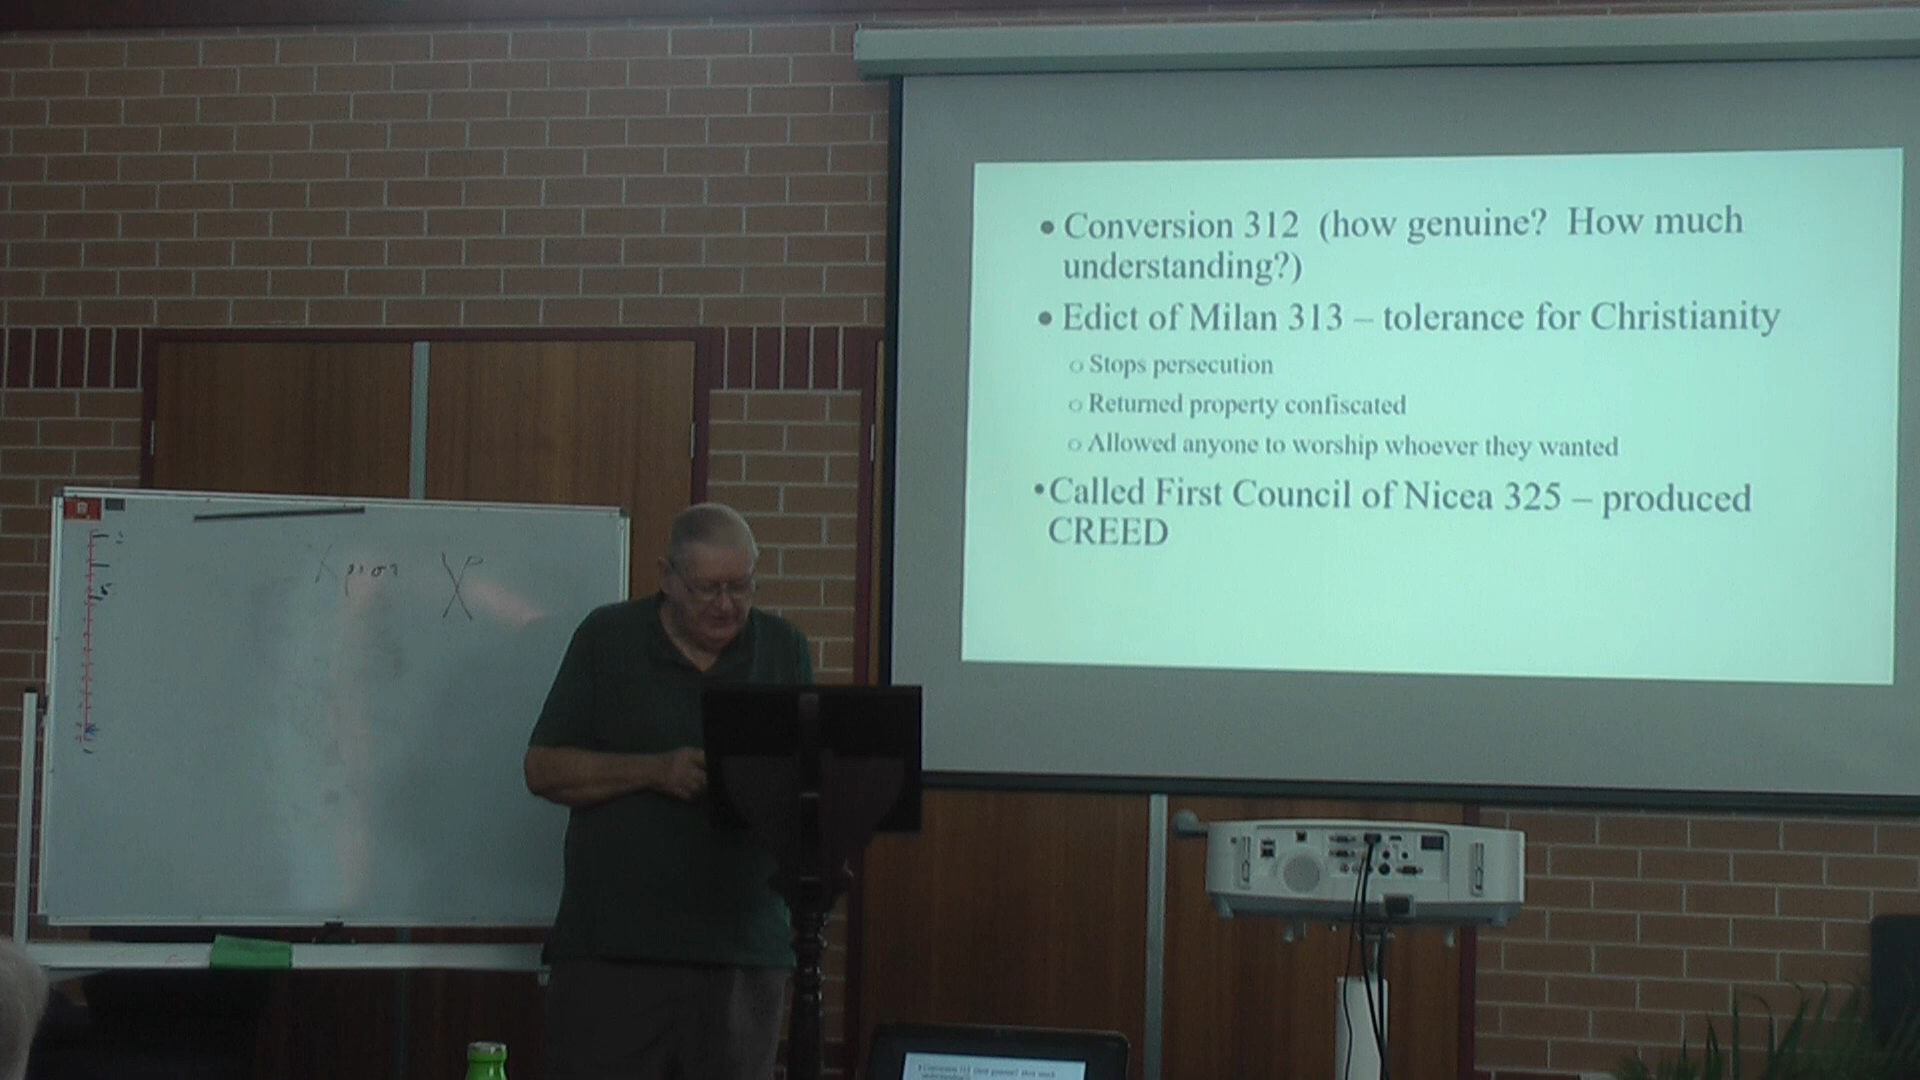 • Conversion 312 (how genuine? How much
understanding?)
• Edict of Milan 313 – tolerance for Christianity
○ Stops persecution
○ Returned property confiscated
○ Allowed anyone to worship whoever they wanted
• Called First Council of Nicea 325 – produced
CREED